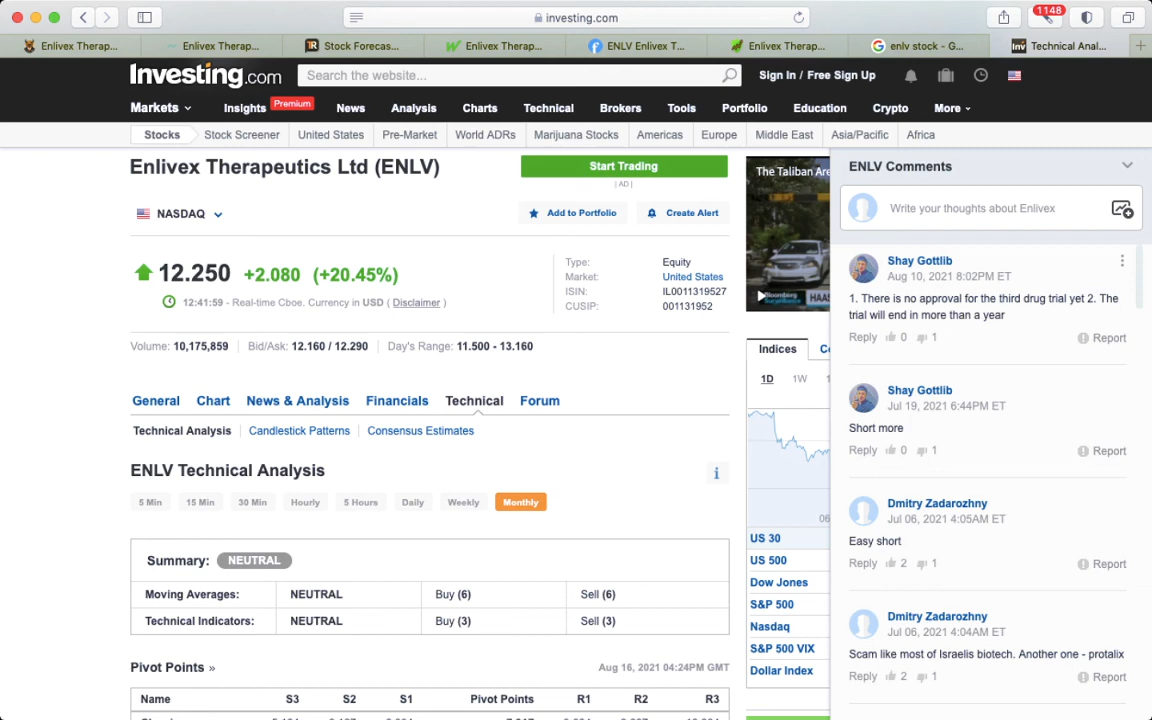 investing.com
1148
Enlivex Therap...
Enlivex Therap...
Stock Forecas...
Enlivex Therap...
ENLV Enlivex T...
Enlivex Therap...
enlv stock - G...
Technical Anal...
Investing.com
Search the website...
Sign In / Free Sign Up
Markets
Insights
Premium
News
Analysis
Charts
Technical
Brokers
Tools
Portfolio
Education
Crypto
More
Stocks
Stock Screener
United States
Pre-Market
World ADRs
Marijuana Stocks
Americas
Europe
Middle East
Asia/Pacific
Africa
Enlivex Therapeutics Ltd (ENLV)
Start Trading
| AD |
NASDAQ
Add to Portfolio
Create Alert
12.250 +2.080 (+20.45%)
12:41:59 - Real-time Cboe. Currency in USD ( Disclaimer )
Type: Equity
Market: United States
ISIN: IL0011319527
CUSIP: 001131952
Volume: 10,175,859
Bid/Ask: 12.160 / 12.290
Day's Range: 11.500 - 13.160
General
Chart
News & Analysis
Financials
Technical
Forum
Technical Analysis
Candlestick Patterns
Consensus Estimates
ENLV Technical Analysis
5 Min
15 Min
30 Min
Hourly
5 Hours
Daily
Weekly
Monthly
Summary: NEUTRAL
Moving Averages: NEUTRAL Buy (6) Sell (6)
Technical Indicators: NEUTRAL Buy (3) Sell (3)
Pivot Points »
Aug 16, 2021 04:24PM GMT
Name S3 S2 S1 Pivot Points R1 R2 R3
The Taliban Are
Bloomberg
Surveillance
HAAS
Indices
1D
1W
06
US 30
US 500
Dow Jones
S&P 500
Nasdaq
S&P 500 VIX
Dollar Index
ENLV Comments
Write your thoughts about Enlivex
Shay Gottlib
Aug 10, 2021 8:02PM ET
1. There is no approval for the third drug trial yet 2. The
trial will end in more than a year
Reply 0 1 Report
Shay Gottlib
Jul 19, 2021 6:44PM ET
Short more
Reply 0 1 Report
Dmitry Zadarozhny
Jul 06, 2021 4:05AM ET
Easy short
Reply 2 1 Report
Dmitry Zadarozhny
Jul 06, 2021 4:04AM ET
Scam like most of Israelis biotech. Another one - protalix
Reply 2 1 Report